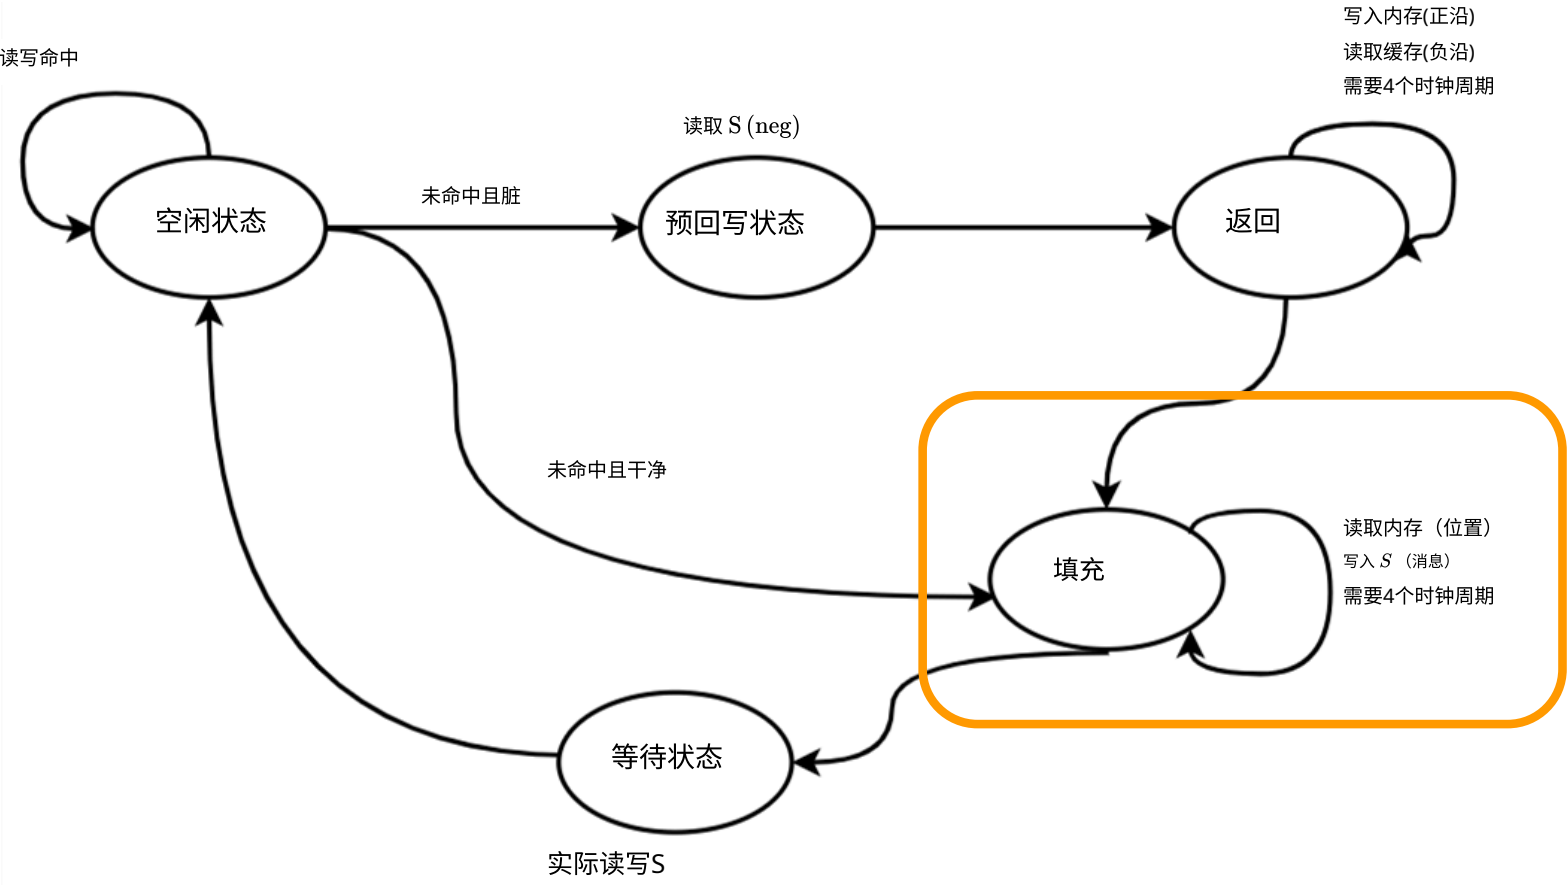 写入内存(正沿)
读取缓存(负沿)
需要4个时钟周期
读写命中
读取 S (neg)
未命中且脏
空闲状态
预回写状态
返回
未命中且干净
读取内存（位置）
写入 S （消息）
需要4个时钟周期
填充
等待状态
实际读写S